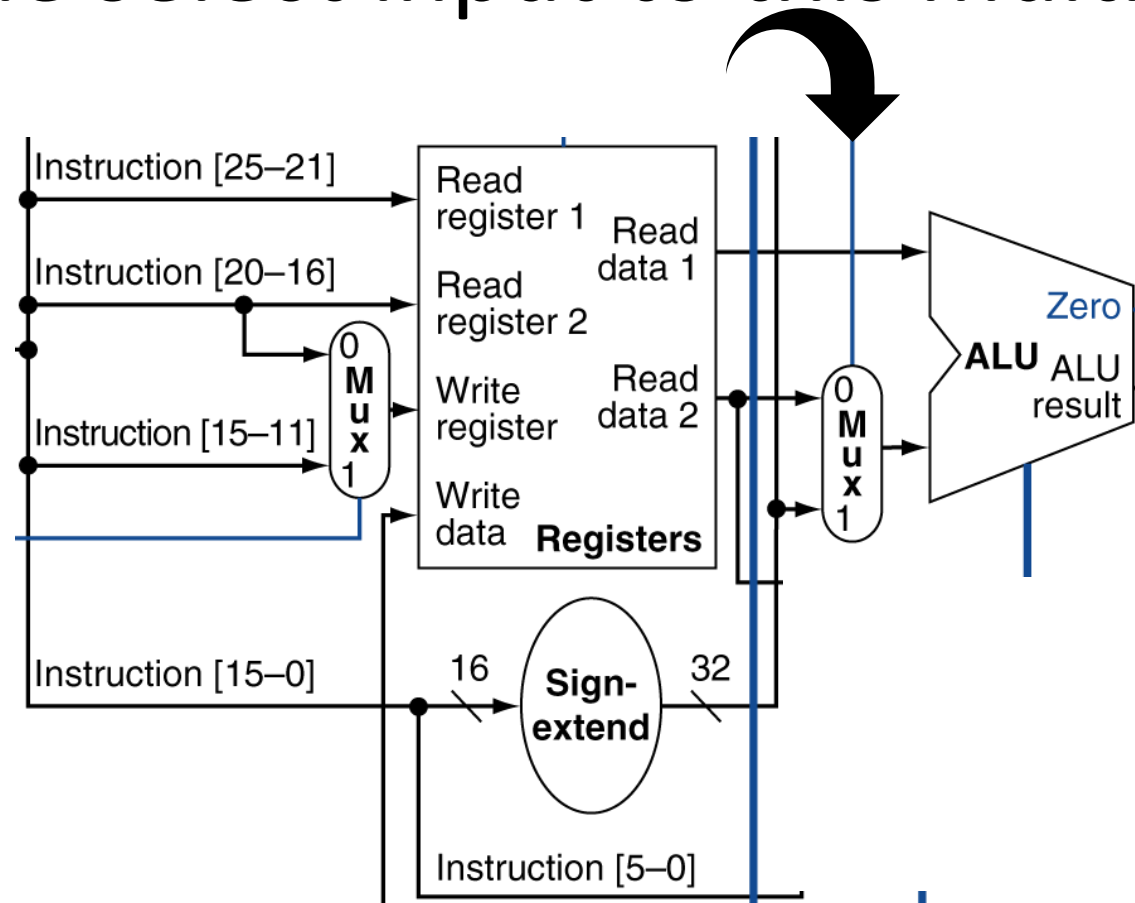 Instruction [25–21]
Read
register 1
Read
data 1
Instruction [20–16]
Read
register 2
0
M
u
x
1
Write
register
Read
data 2
Instruction [15–11]
Write
data
Registers
0
M
u
x
1
Zero
ALU
ALU
result
Instruction [15–0]
16
Sign-
extend
32
Instruction [5–0]